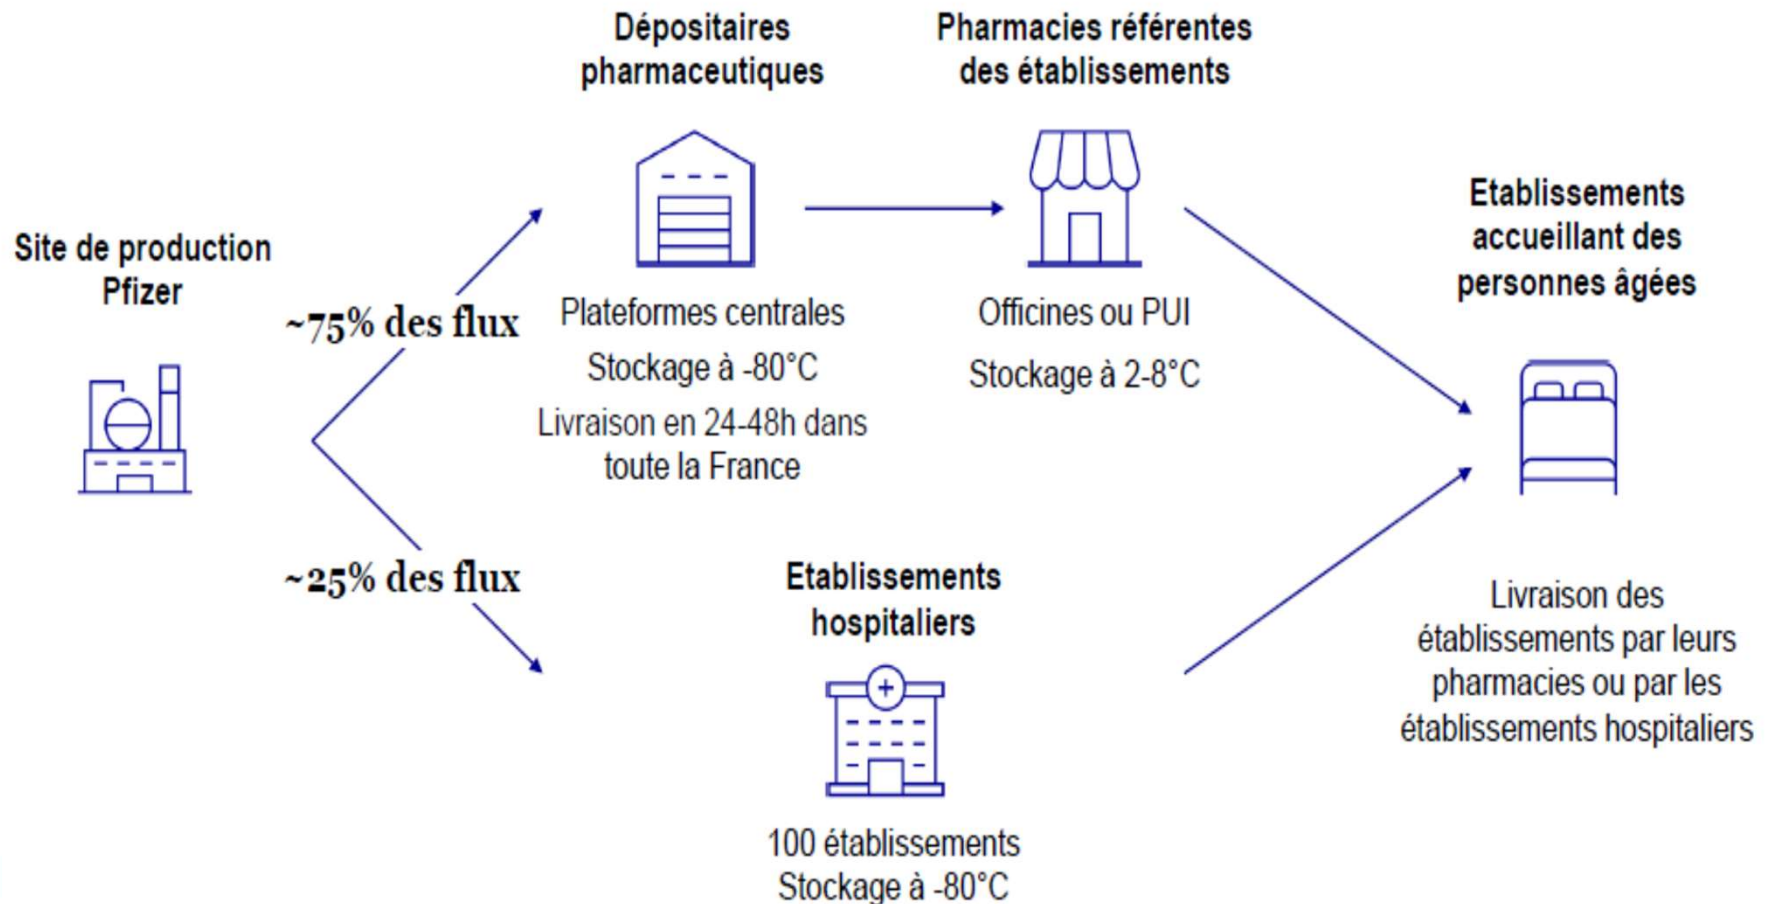 Dépositaires
pharmaceutiques
Pharmacies référentes
des établissements
Site de production
Pfizer
~75% des flux
Plateformes centrales
Stockage à -80°C
Livraison en 24-48h dans
toute la France
Officines ou PUI
Stockage à 2-8°C
Etablissements
accueillant des
personnes âgées
~25% des flux
Etablissements
hospitaliers
100 établissements
Stockage à -80°C
Livraison des
établissements par leurs
pharmacies ou par les
établissements hospitaliers